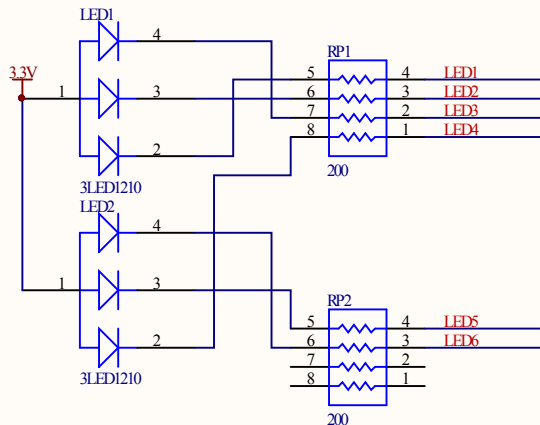 LED1
4
3.3V
1
3
2
3LED1210
RP1
5 4 LED1
6 3 LED2
7 2 LED3
8 1 LED4
200
LED2
4
1
3
2
3LED1210
RP2
5 4 LED5
6 3 LED6
7 2
8 1
200